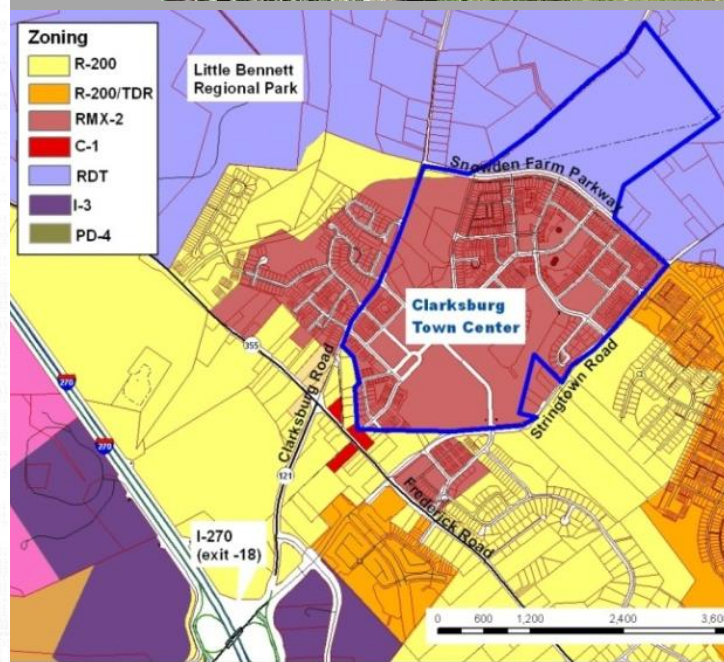 Zoning
R-200
R-200/TDR
RMX-2
C-1
RDT
I-3
PD-4
Little Bennett
Regional Park
Snowden Farm Parkway
Clarksburg
Town Center
355
Clarksburg Road
Stringtown Road
270
270
121
Frederick Road
I-270
(exit -18)
0 600 1,200 2,400 3,600